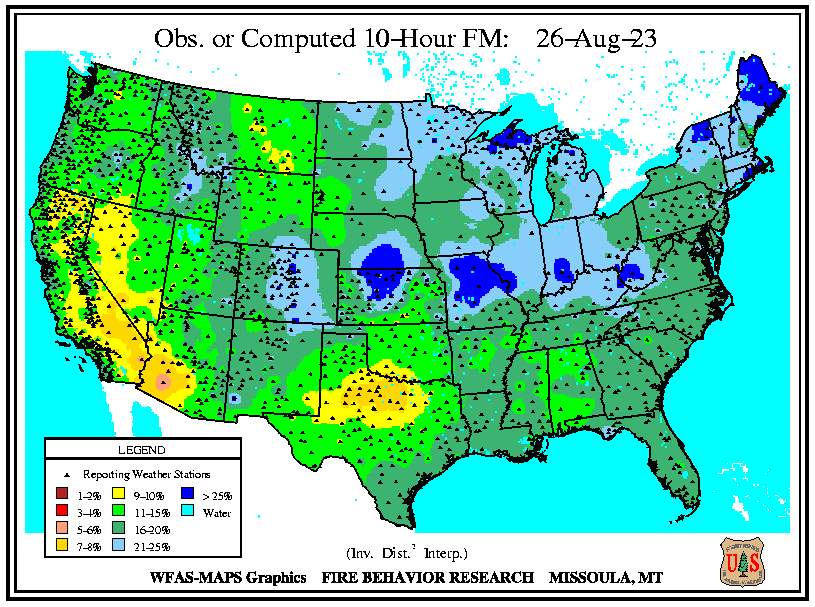 Obs. or Computed 10-Hour FM: 26-Aug-23
LEGEND
Reporting Weather Stations
1-2% 9-10% > 25%
3-4% 11-15% Water
5-6% 16-20%
7-8% 21-25%
(Inv. Dist.² Interp.)
WFAS-MAPS Graphics FIRE BEHAVIOR RESEARCH MISSOULA, MT
U S